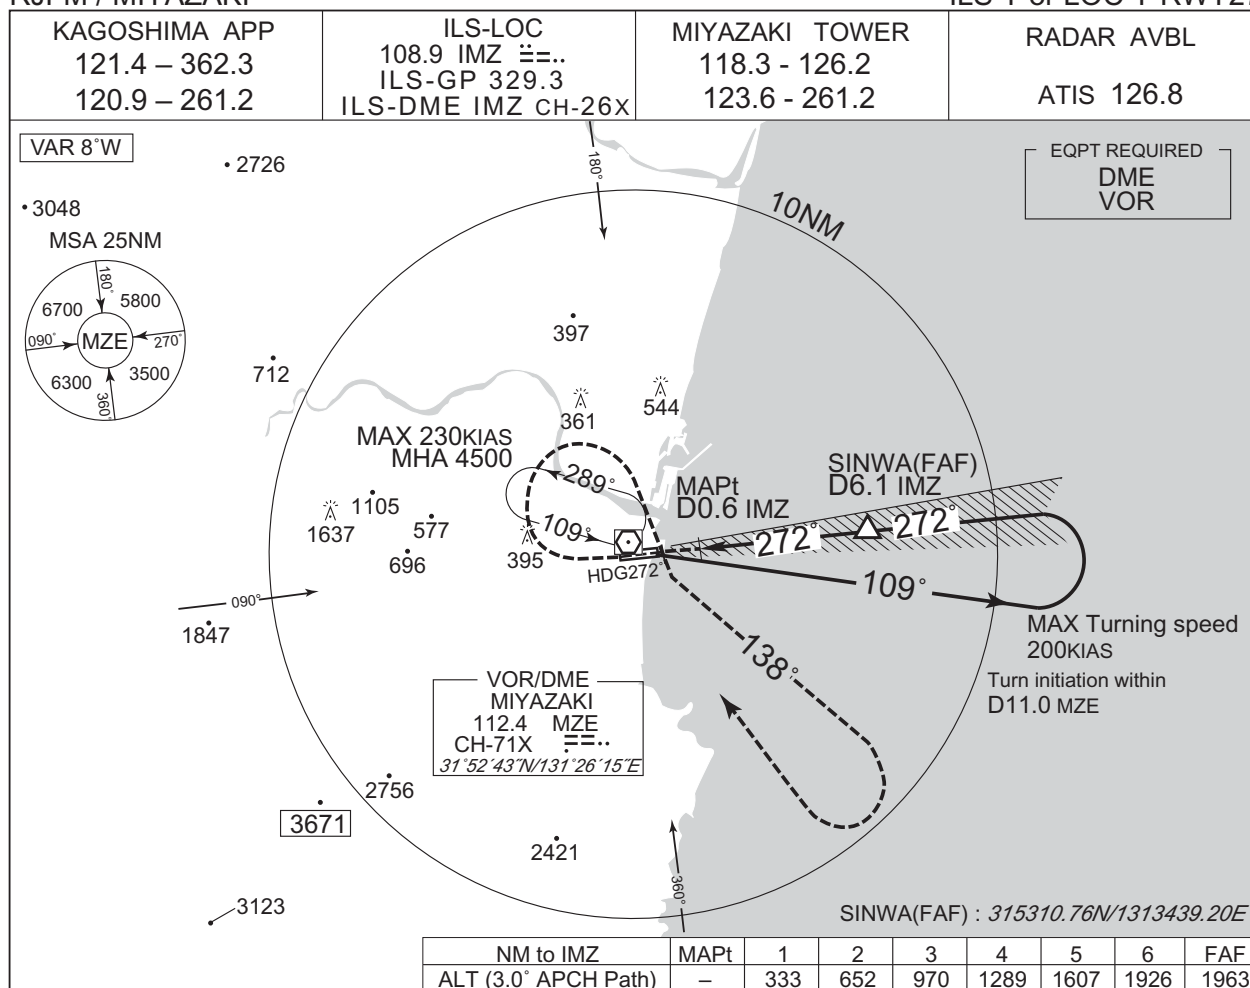 KAGOSHIMA APP
121.4 – 362.3
120.9 – 261.2
ILS-LOC
108.9 IMZ
ILS-GP 329.3
ILS-DME IMZ CH-26X
MIYAZAKI TOWER
118.3 - 126.2
123.6 - 261.2
RADAR AVBL
ATIS 126.8
VAR 8°W
2726
3048
MSA 25NM
180°
6700
5800
090°
MZE
270°
6300
3500
360°
180°
10NM
EQPT REQUIRED
DME
VOR
397
712
361
544
MAX 230KIAS
MHA 4500
289°
109°
1105
1637
577
696
395
HDG272°
MAPt
D0.6 IMZ
SINWA(FAF)
D6.1 IMZ
272°
272°
109°
138°
090°
1847
MAX Turning speed
200KIAS
Turn initiation within
D11.0 MZE
VOR/DME
MIYAZAKI
112.4 MZE
CH-71X
31°52´43˝N/131°26´15˝E
2756
3671
2421
3123
360°
SINWA(FAF) : 315310.76N/1313439.20E
NM to IMZ MAPt 1 2 3 4 5 6 FAF
ALT (3.0° APCH Path) – 333 652 970 1289 1607 1926 1963